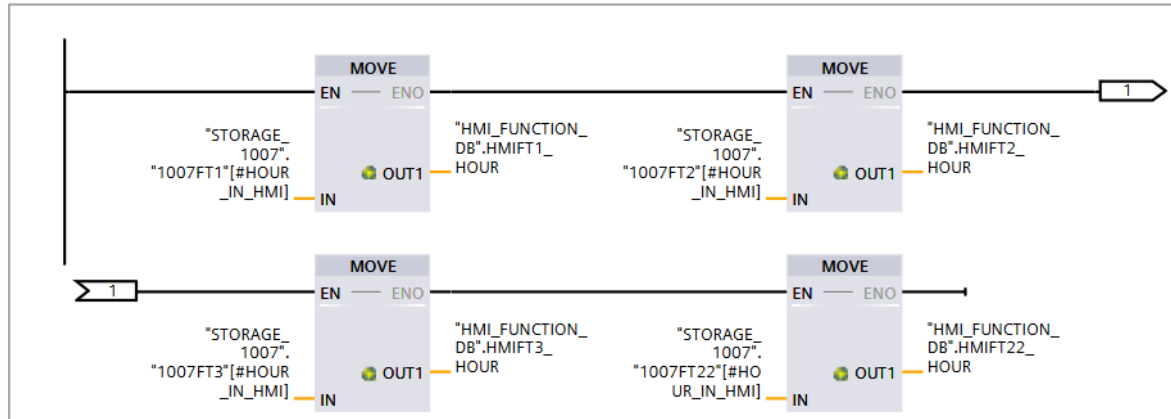 MOVE
EN ENO
"STORAGE_
1007".
"1007FT1"[#HOUR
_IN_HMI]
IN
OUT1
"HMI_FUNCTION_
DB".HMIFT1_
HOUR
MOVE
EN ENO
"STORAGE_
1007".
"1007FT2"[#HOUR
_IN_HMI]
IN
OUT1
"HMI_FUNCTION_
DB".HMIFT2_
HOUR
1
1
MOVE
EN ENO
"STORAGE_
1007".
"1007FT3"[#HOUR
_IN_HMI]
IN
OUT1
"HMI_FUNCTION_
DB".HMIFT3_
HOUR
MOVE
EN ENO
"STORAGE_
1007".
"1007FT22"[#HO
UR_IN_HMI]
IN
OUT1
"HMI_FUNCTION_
DB".HMIFT22_
HOUR